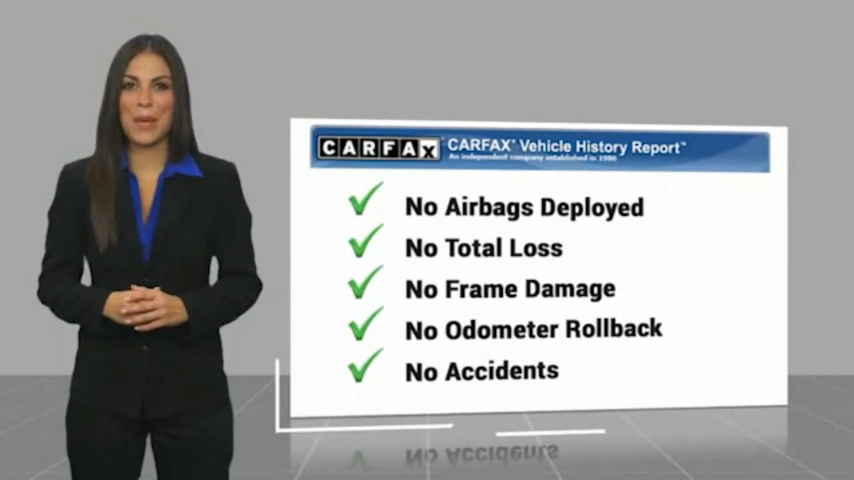 CARFAX CARFAX® Vehicle History Report™
An independent company established in 1986
No Airbags Deployed
No Total Loss
No Frame Damage
No Odometer Rollback
No Accidents
No Accidents